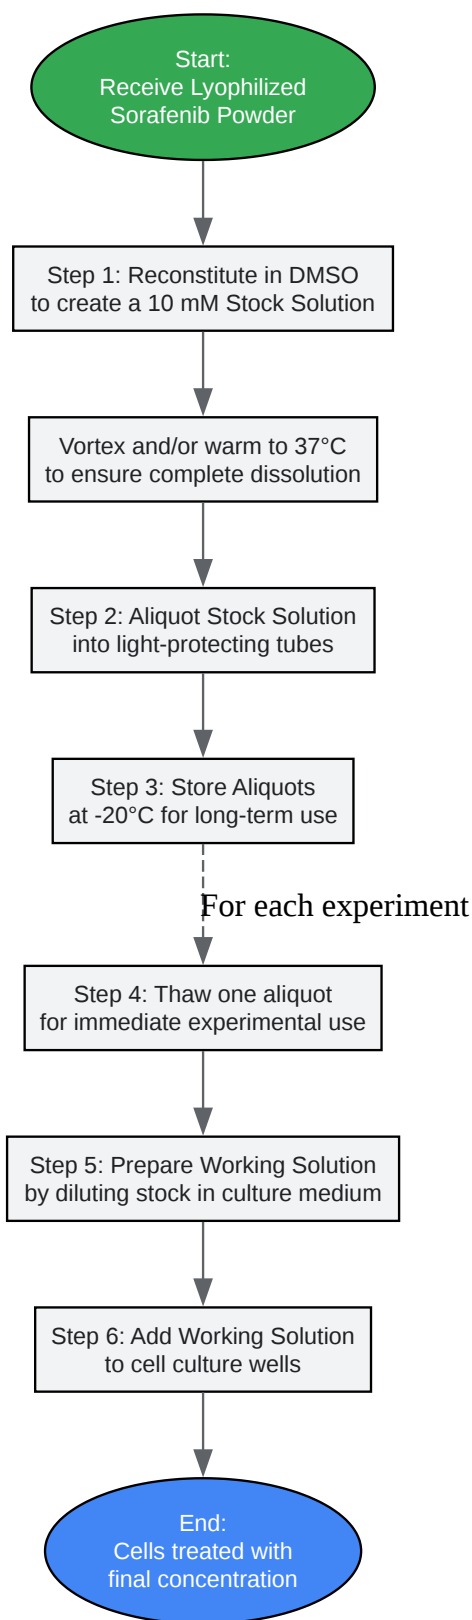 Start:
Receive Lyophilized
Sorafenib Powder
Step 1: Reconstitute in DMSO
to create a 10 mM Stock Solution
Vortex and/or warm to 37°C
to ensure complete dissolution
Step 2: Aliquot Stock Solution
into light-protecting tubes
Step 3: Store Aliquots
at -20°C for long-term use
For each experiment
Step 4: Thaw one aliquot
for immediate experimental use
Step 5: Prepare Working Solution
by diluting stock in culture medium
Step 6: Add Working Solution
to cell culture wells
End:
Cells treated with
final concentration